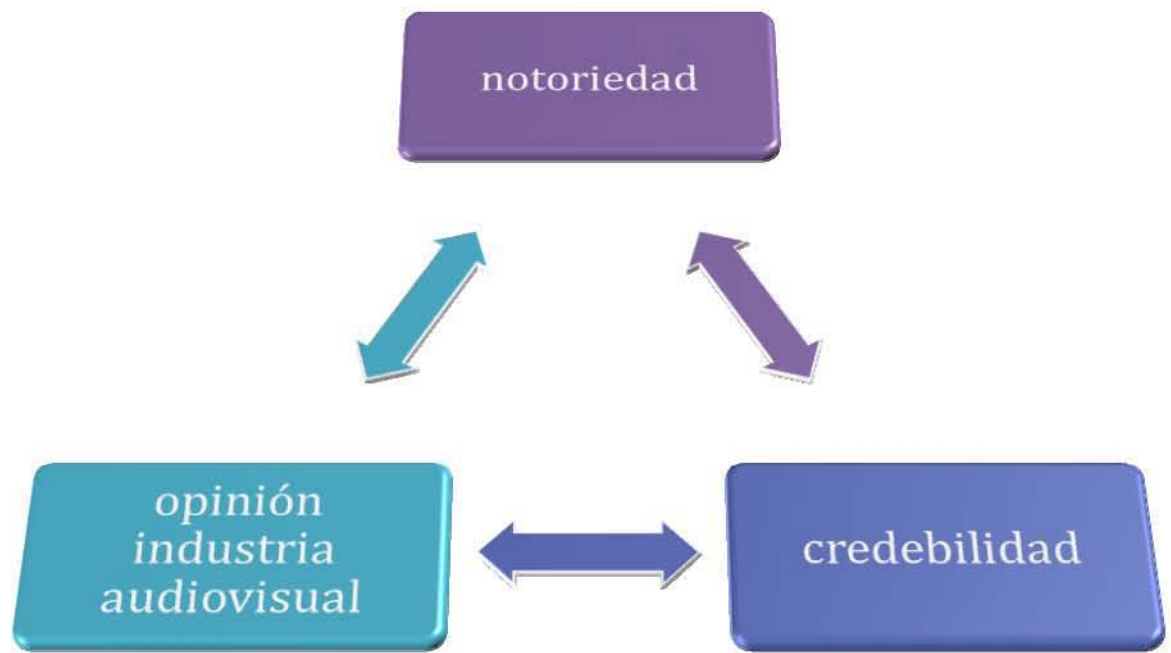 notoriedad
opinión
industria
audiovisual
credebilidad